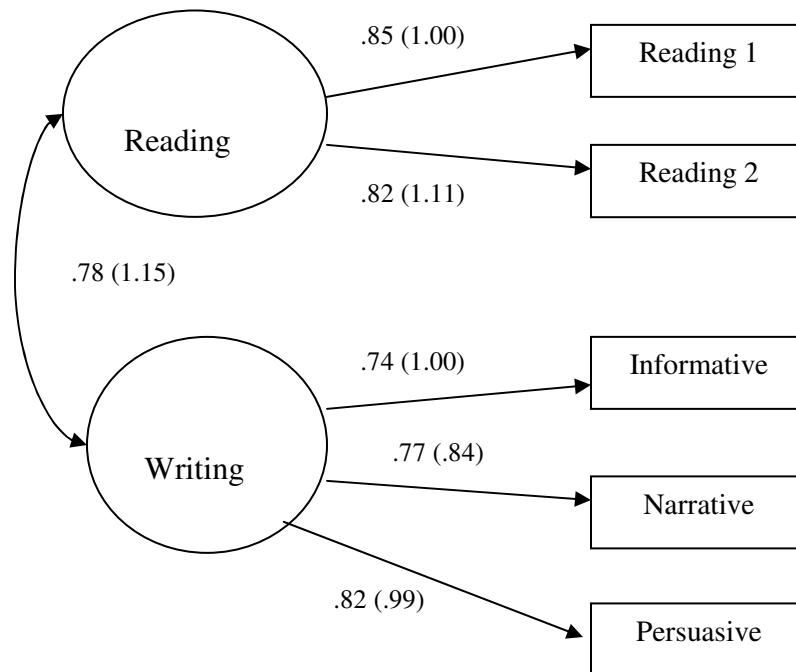 .85 (1.00)
Reading 1
Reading
Reading 2
.82 (1.11)
.78 (1.15)
.74 (1.00)
Informative
.77 (.84)
Writing
Narrative
.82 (.99)
Persuasive